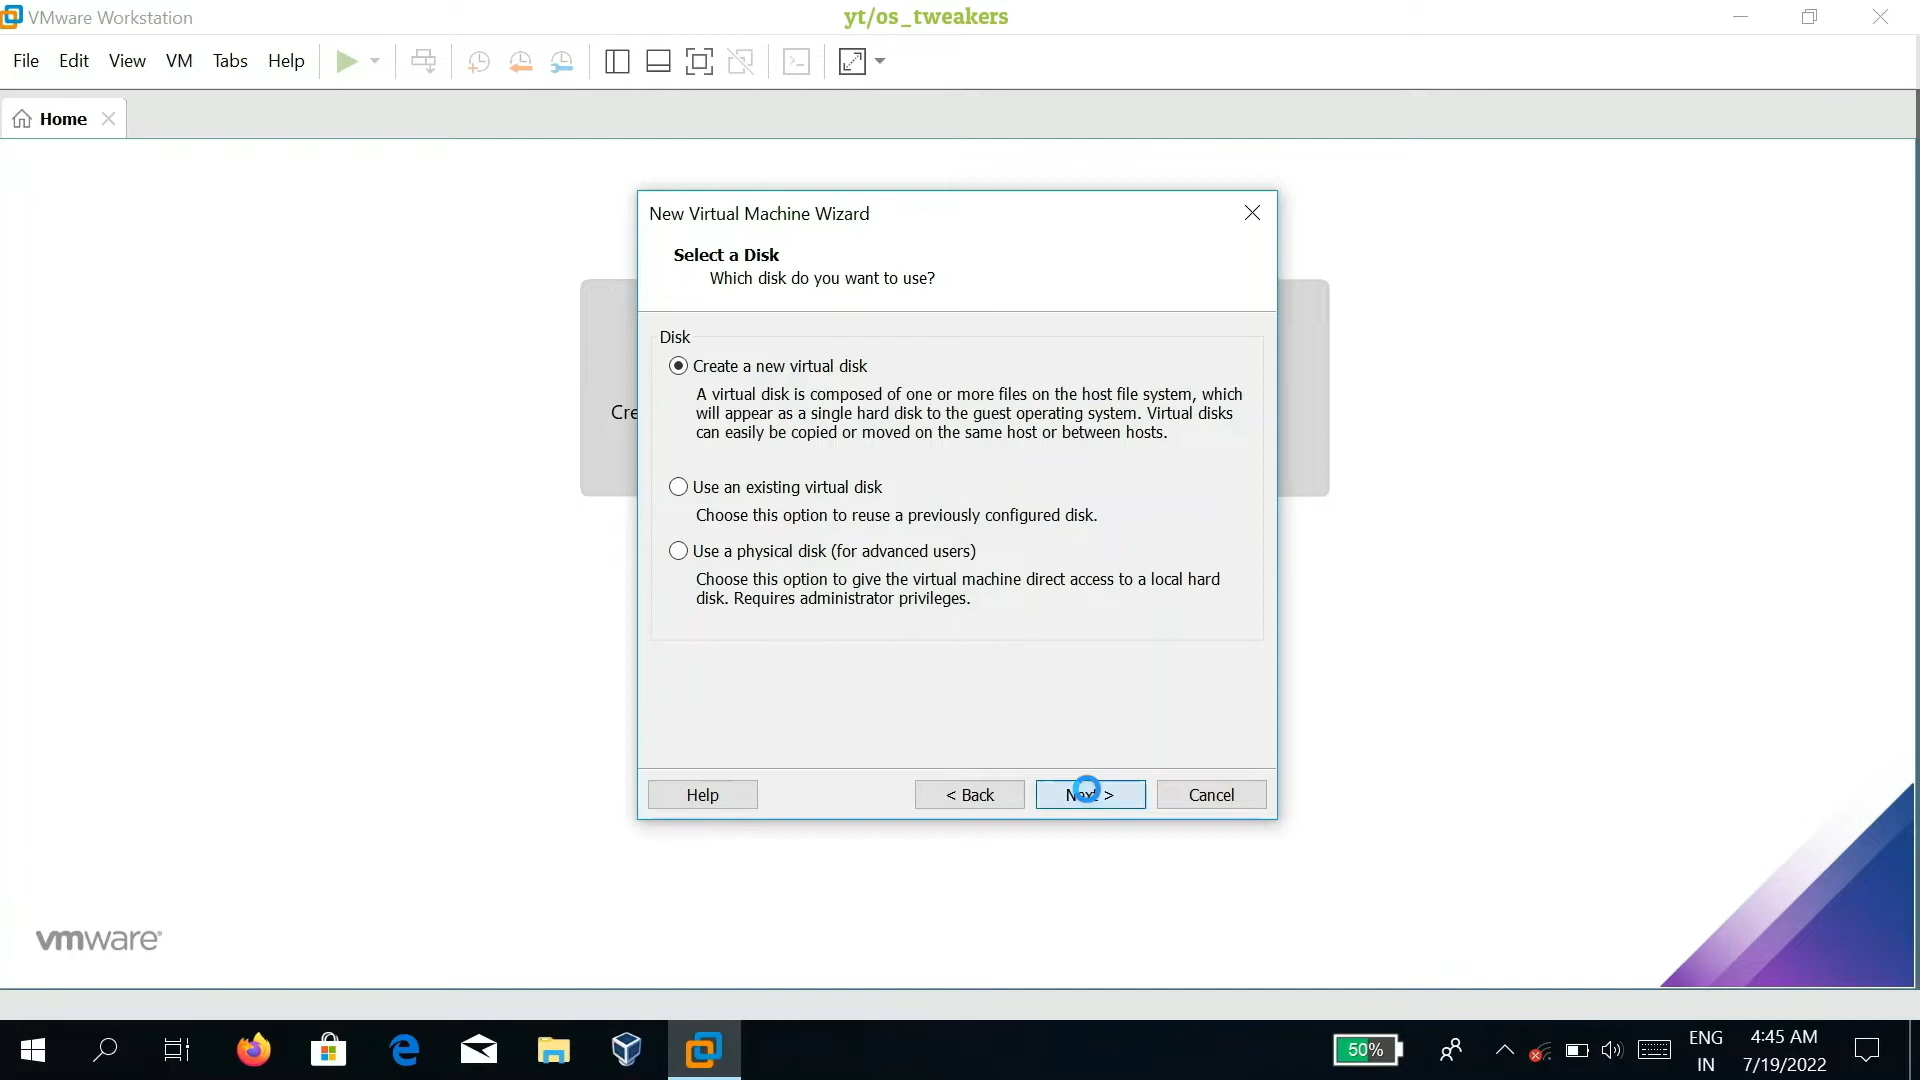 VMware Workstation
yt/os_tweakers
File Edit View VM Tabs Help
Home
New Virtual Machine Wizard
Select a Disk
Which disk do you want to use?
Disk
Create a new virtual disk
A virtual disk is composed of one or more files on the host file system, which
will appear as a single hard disk to the guest operating system. Virtual disks
can easily be copied or moved on the same host or between hosts.
Cre
Use an existing virtual disk
Choose this option to reuse a previously configured disk.
Use a physical disk (for advanced users)
Choose this option to give the virtual machine direct access to a local hard
disk. Requires administrator privileges.
Help
< Back
Next >
Cancel
vmware®
50%
ENG
IN
4:45 AM
7/19/2022